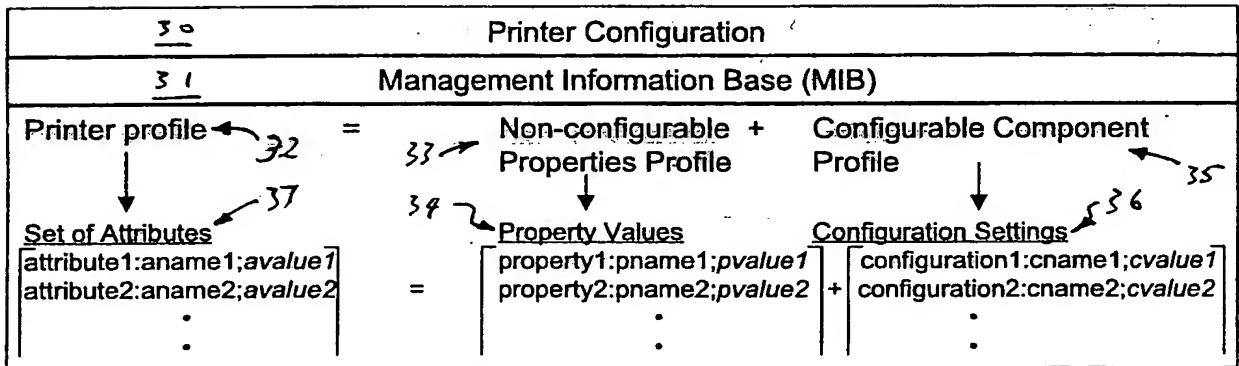 30 Printer Configuration
31 Management Information Base (MIB)
Printer profile = Non-configurable + Configurable Component
32 33 Properties Profile Profile 35
37 34 36
Set of Attributes Property Values Configuration Settings
attribute1:aname1;avalue1 property1:pname1;pvalue1 configuration1:cname1;cvalue1
attribute2:aname2;avalue2 = property2:pname2;pvalue2 + configuration2:cname2;cvalue2